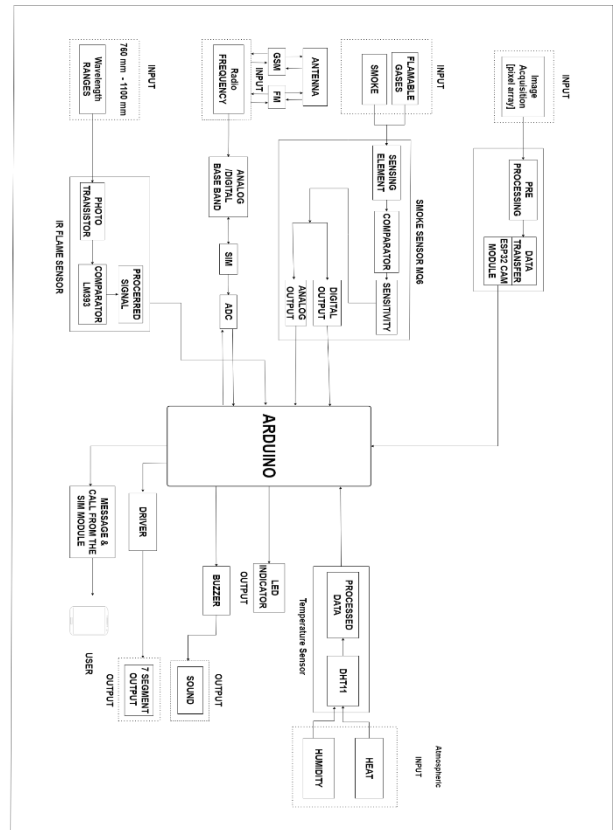 INPUT
760 mm - 1100 mm
Wavelength
RANGES
PHOTO
TRANSISTOR
COMPARATOR
LM393
PROCERRED
SIGNAL
IR FLAME SENSOR
Radio
FREQUENCY
INPUT
GSM
FM
ANTENNA
ANALOG
/DIGITAL
BASE BAND
SIM
ADC
INPUT
SMOKE
FLAMABLE
GASES
SENSING
ELEMENT
COMPARATOR
SENSITIVITY
ANALOG
OUTPUT
DIGITAL
OUTPUT
SMOKE SENSOR MQ6
INPUT
Image
Acquisition
[pixel array]
PRE
PROCESSING
DATA
TRANSFER
ESP32 CAM
MODULE
ARDUINO
MESSAGE &
CALL FROM THE
SIM MODULE
USER
DRIVER
7 SEGMENT
OUTPUT
OUTPUT
BUZZER
SOUND
OUTPUT
LED
INDICATOR
OUTPUT
PROCESSED
DATA
DHT11
Temperature Sensor
HUMIDITY
HEAT
Atmospheric
INPUT